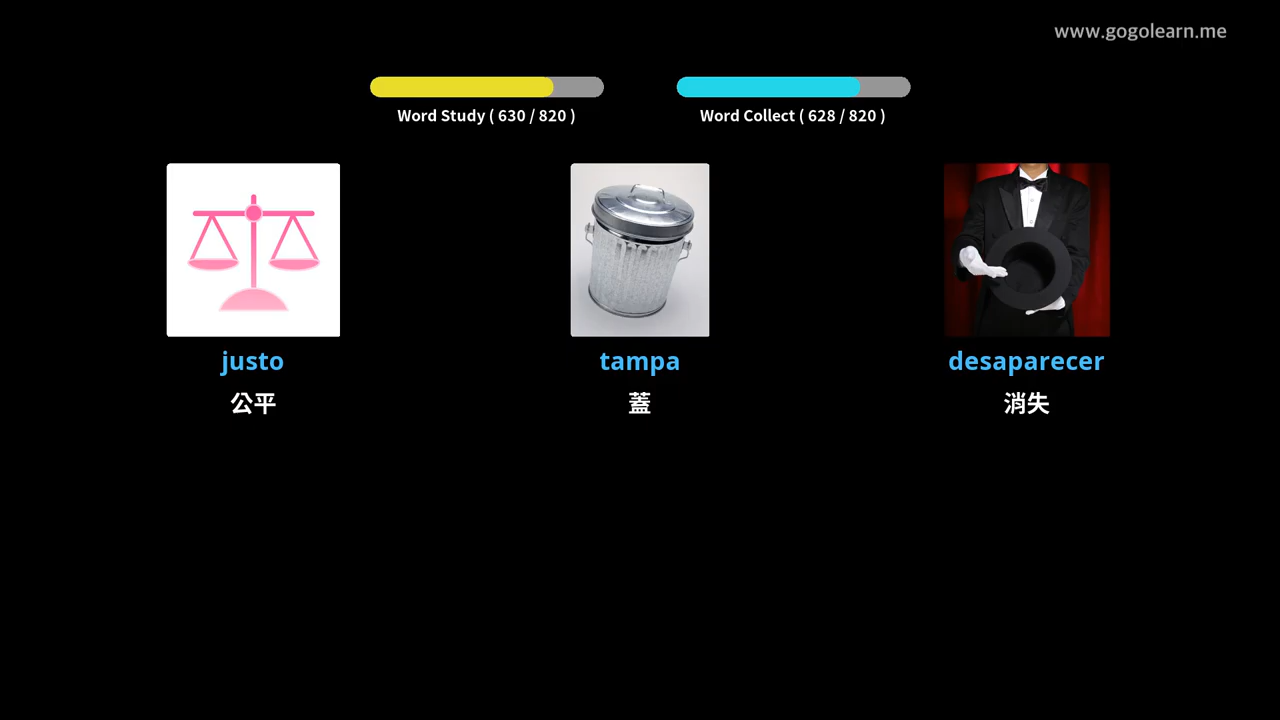 www.gogolearn.me
Word Study ( 630 / 820 )
Word Collect ( 628 / 820 )
justo
tampa
desaparecer
公平
蓋
消失